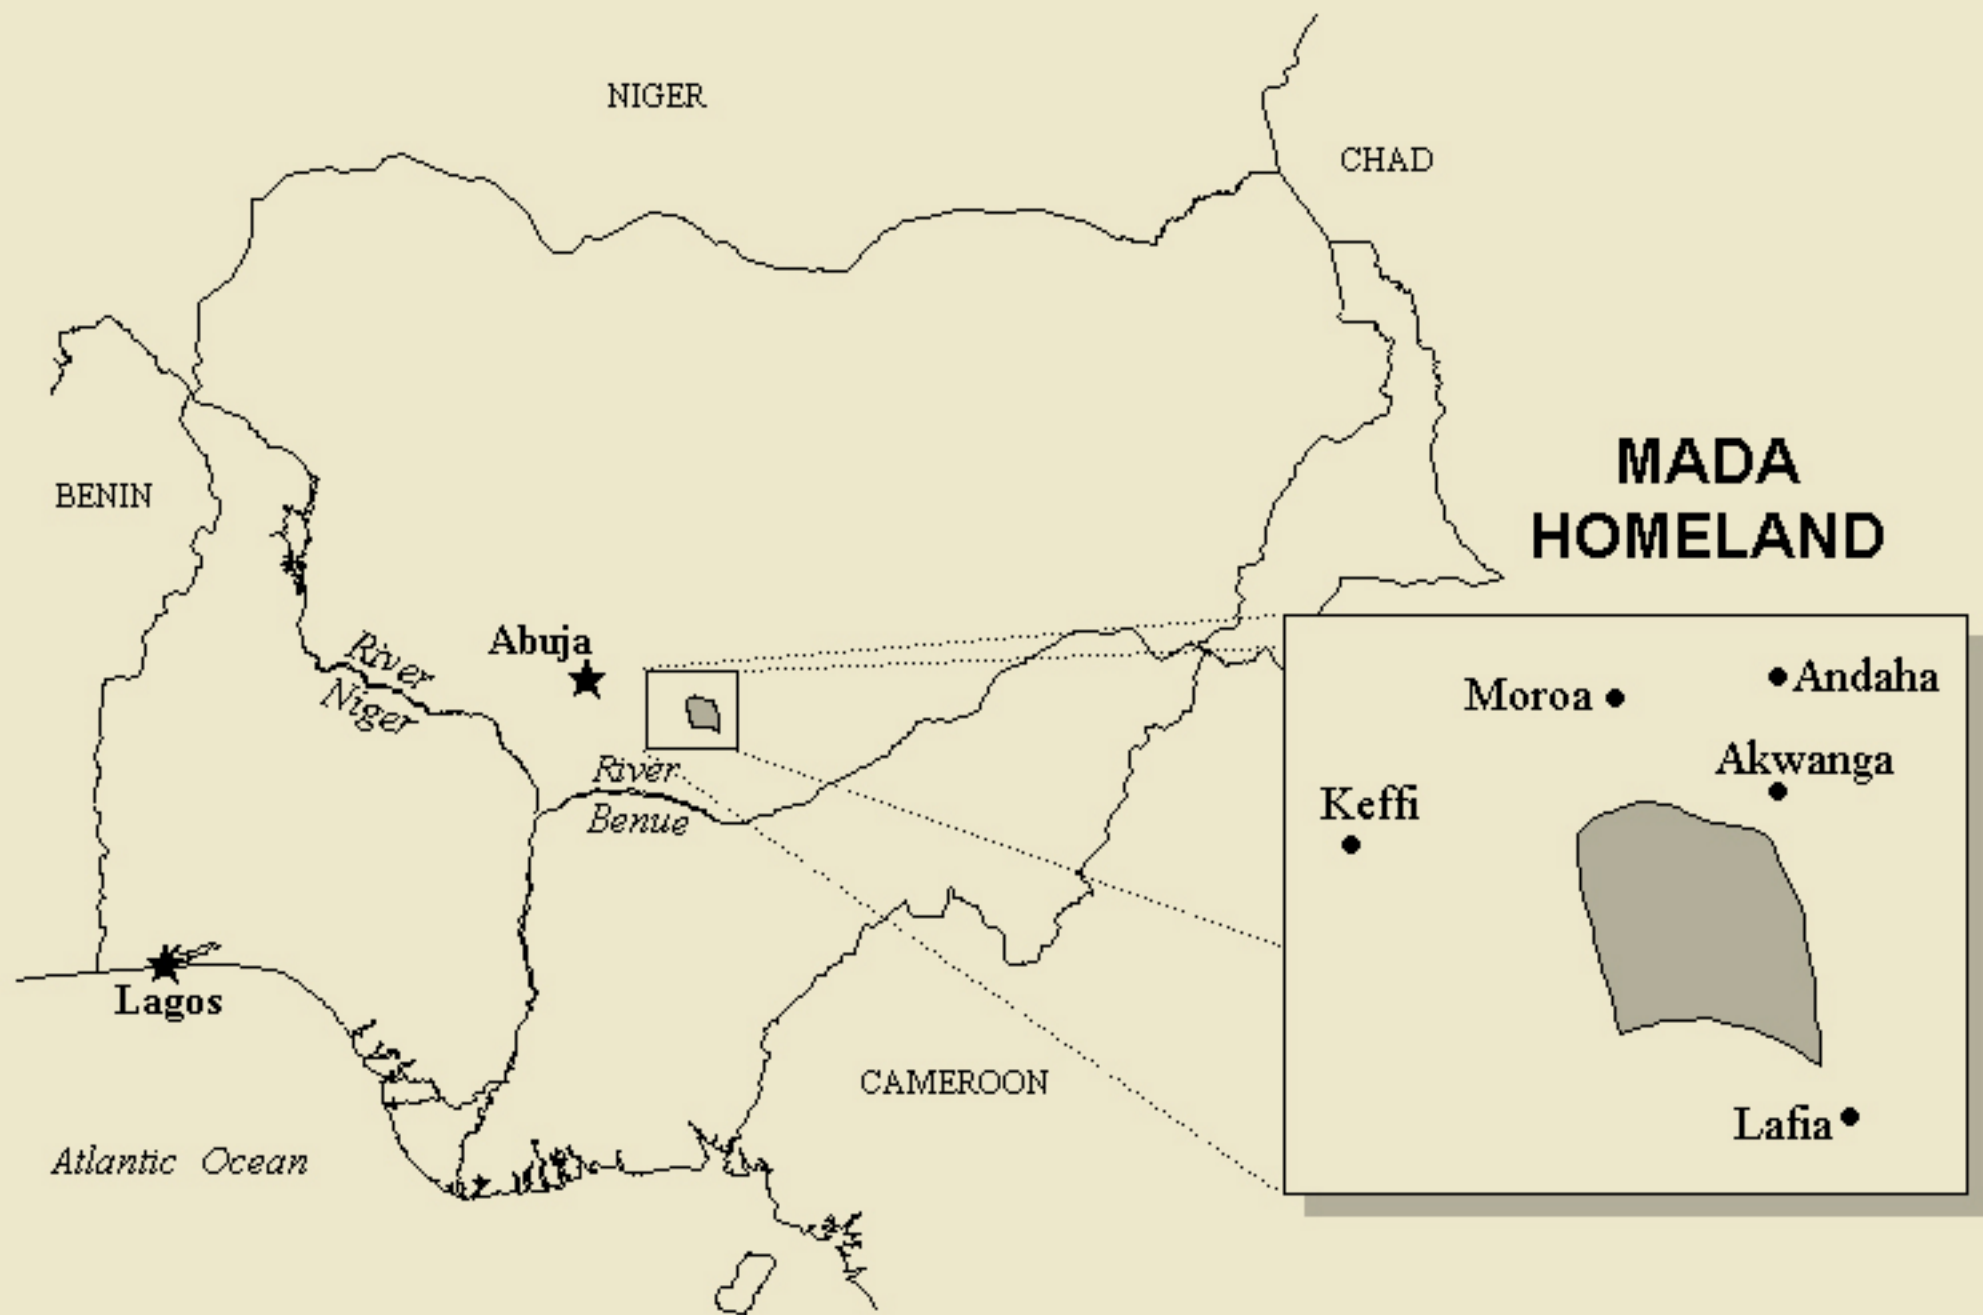 NIGER
CHAD
MADA
HOMELAND
BENIN
Abuja
River
Niger
River
Benue
Moroa
Andaha
Akwanga
Keffi
Lafia
Lagos
CAMEROON
Atlantic Ocean